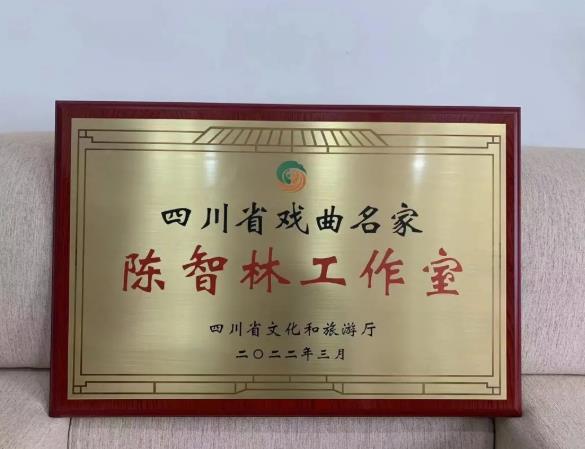 四川省戏曲名家
陈智林工作室
四川省文化和旅游厅
二〇二二年三月